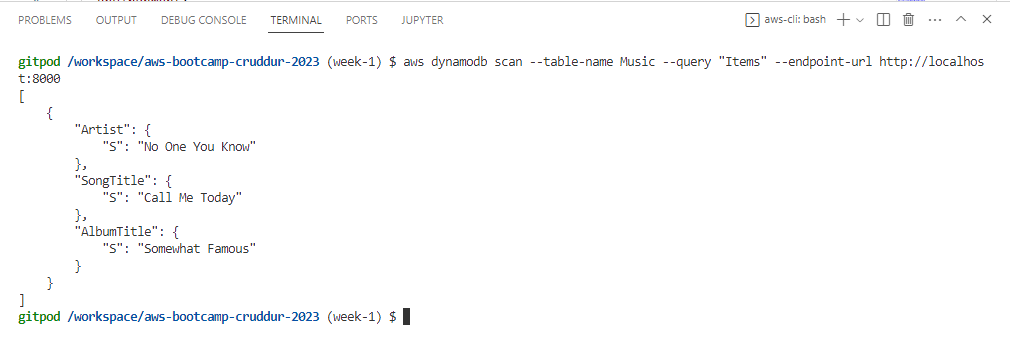 PROBLEMS OUTPUT DEBUG CONSOLE TERMINAL PORTS JUPYTER aws-cli: bash
gitpod /workspace/aws-bootcamp-cruddur-2023 (week-1) $ aws dynamodb scan --table-name Music --query "Items" --endpoint-url http://localhos
t:8000
[
    {
        "Artist": {
            "S": "No One You Know"
        },
        "SongTitle": {
            "S": "Call Me Today"
        },
        "AlbumTitle": {
            "S": "Somewhat Famous"
        }
    }
]
gitpod /workspace/aws-bootcamp-cruddur-2023 (week-1) $